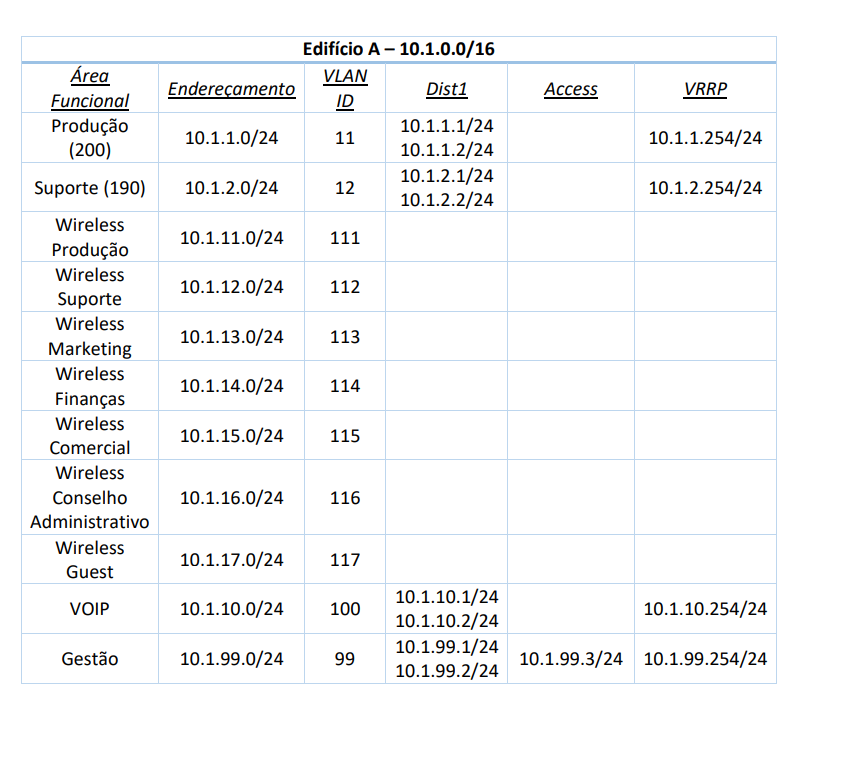 Edifício A – 10.1.0.0/16
Área Funcional Endereçamento VLAN ID Dist1 Access VRRP
Produção (200) 10.1.1.0/24 11 10.1.1.1/24 10.1.1.2/24 10.1.1.254/24
Suporte (190) 10.1.2.0/24 12 10.1.2.1/24 10.1.2.2/24 10.1.2.254/24
Wireless Produção 10.1.11.0/24 111
Wireless Suporte 10.1.12.0/24 112
Wireless Marketing 10.1.13.0/24 113
Wireless Finanças 10.1.14.0/24 114
Wireless Comercial 10.1.15.0/24 115
Wireless Conselho Administrativo 10.1.16.0/24 116
Wireless Guest 10.1.17.0/24 117
VOIP 10.1.10.0/24 100 10.1.10.1/24 10.1.10.2/24 10.1.10.254/24
Gestão 10.1.99.0/24 99 10.1.99.1/24 10.1.99.2/24 10.1.99.3/24 10.1.99.254/24